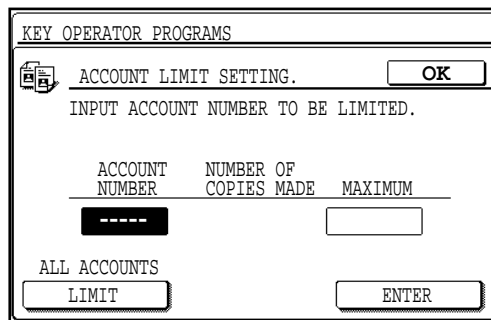 KEY OPERATOR PROGRAMS
ACCOUNT LIMIT SETTING. OK
INPUT ACCOUNT NUMBER TO BE LIMITED.
ACCOUNT NUMBER OF
NUMBER COPIES MADE MAXIMUM
-----
ALL ACCOUNTS
LIMIT ENTER